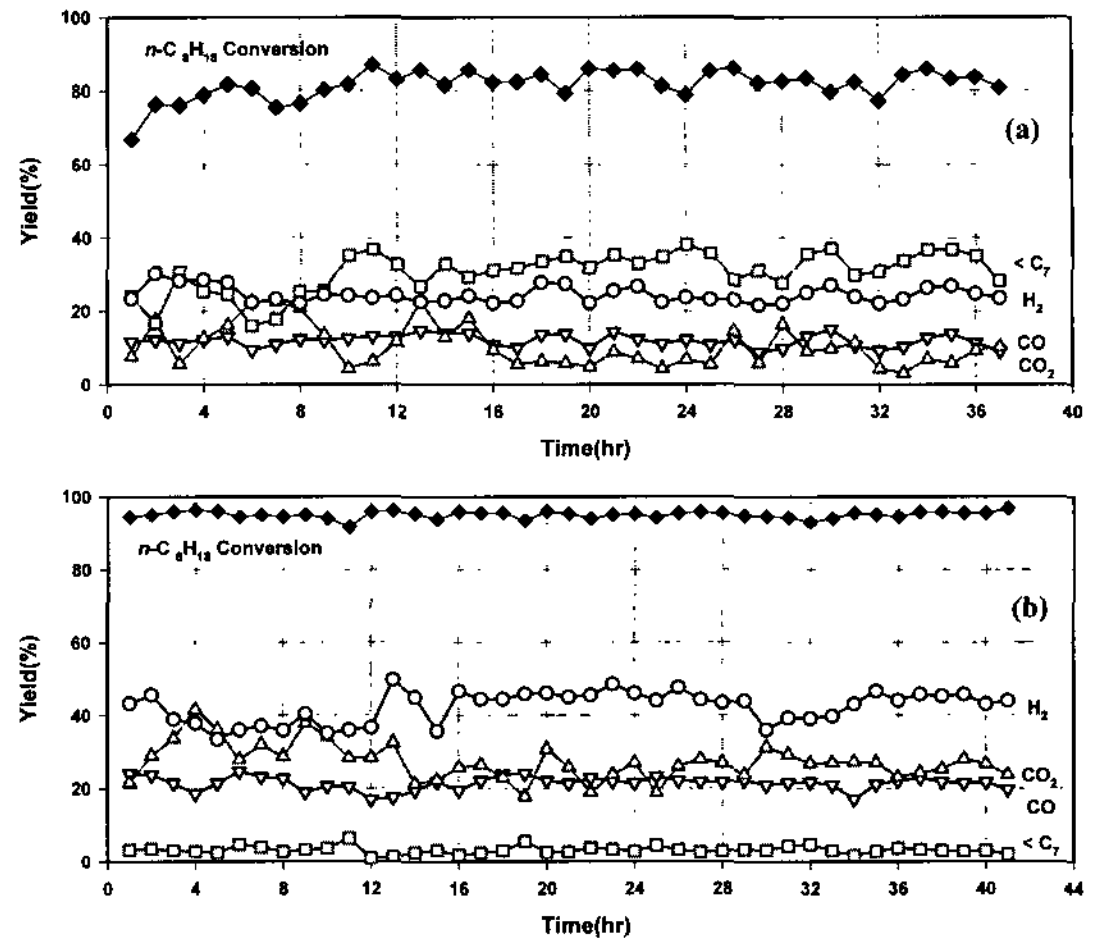 100
80
60
40
20
0
Yield(%)
n-C8H18 Conversion
(a)
< C7
H2
CO
CO2
0 4 8 12 16 20 24 28 32 36 40
Time(hr)
100
80
60
40
20
0
Yield(%)
n-C8H18 Conversion
(b)
H2
CO2
CO
< C7
0 4 8 12 16 20 24 28 32 36 40 44
Time(hr)